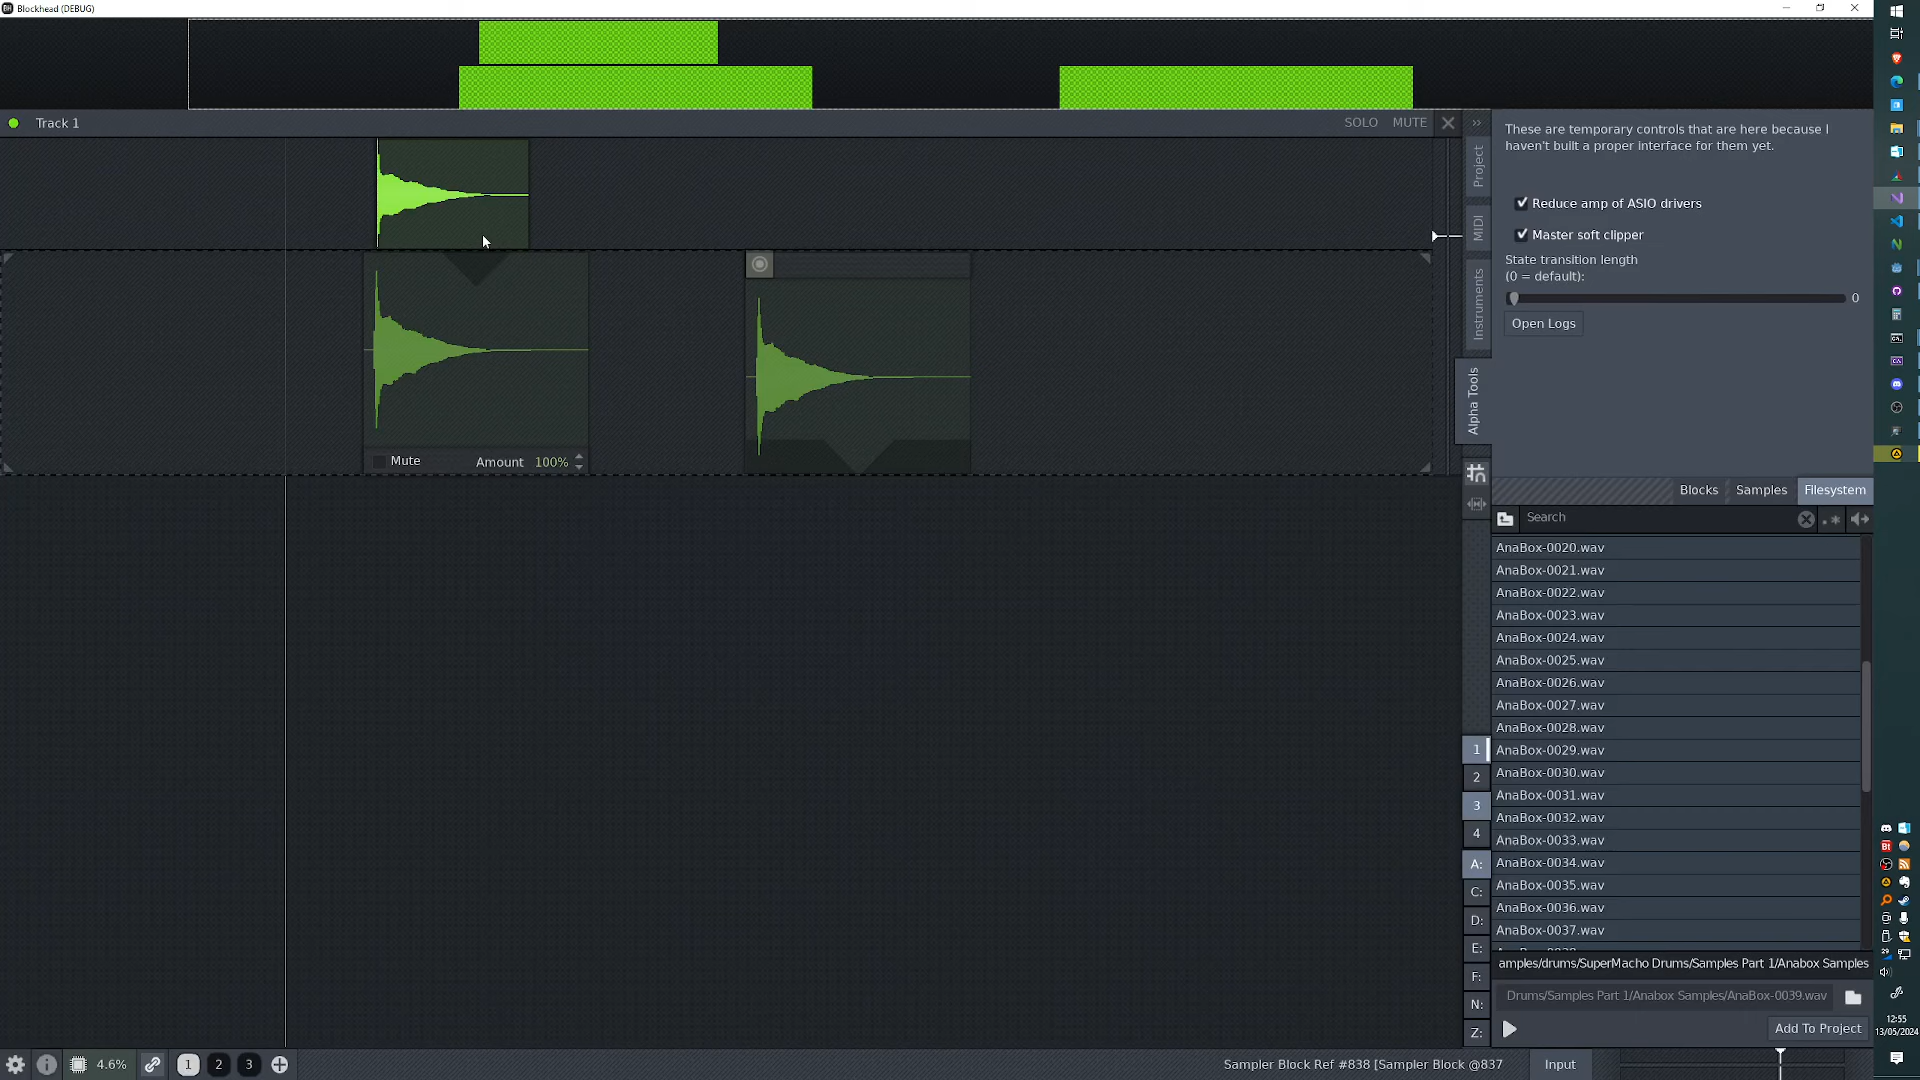 Blockhead (DEBUG)
Track 1
SOLO MUTE
Project
MIDI
Instruments
Alpha Tools
These are temporary controls that are here because I
haven't built a proper interface for them yet.
Reduce amp of ASIO drivers
Master soft clipper
State transition length
(0 = default):
0
Open Logs
Mute Amount 100%
Blocks Samples Filesystem
Search
.*
AnaBox-0020.wav
AnaBox-0021.wav
AnaBox-0022.wav
AnaBox-0023.wav
AnaBox-0024.wav
AnaBox-0025.wav
AnaBox-0026.wav
AnaBox-0027.wav
AnaBox-0028.wav
AnaBox-0029.wav
AnaBox-0030.wav
AnaBox-0031.wav
AnaBox-0032.wav
AnaBox-0033.wav
AnaBox-0034.wav
AnaBox-0035.wav
AnaBox-0036.wav
AnaBox-0037.wav
1
2
3
4
A:
C:
D:
E:
F:
N:
Z:
amples/drums/SuperMacho Drums/Samples Part 1/Anabox Samples
Drums/Samples Part 1/Anabox Samples/AnaBox-0039.wav
Add To Project
4.6%
1 2 3
Sampler Block Ref #838 [Sampler Block @837
Input
12:55
13/05/2024